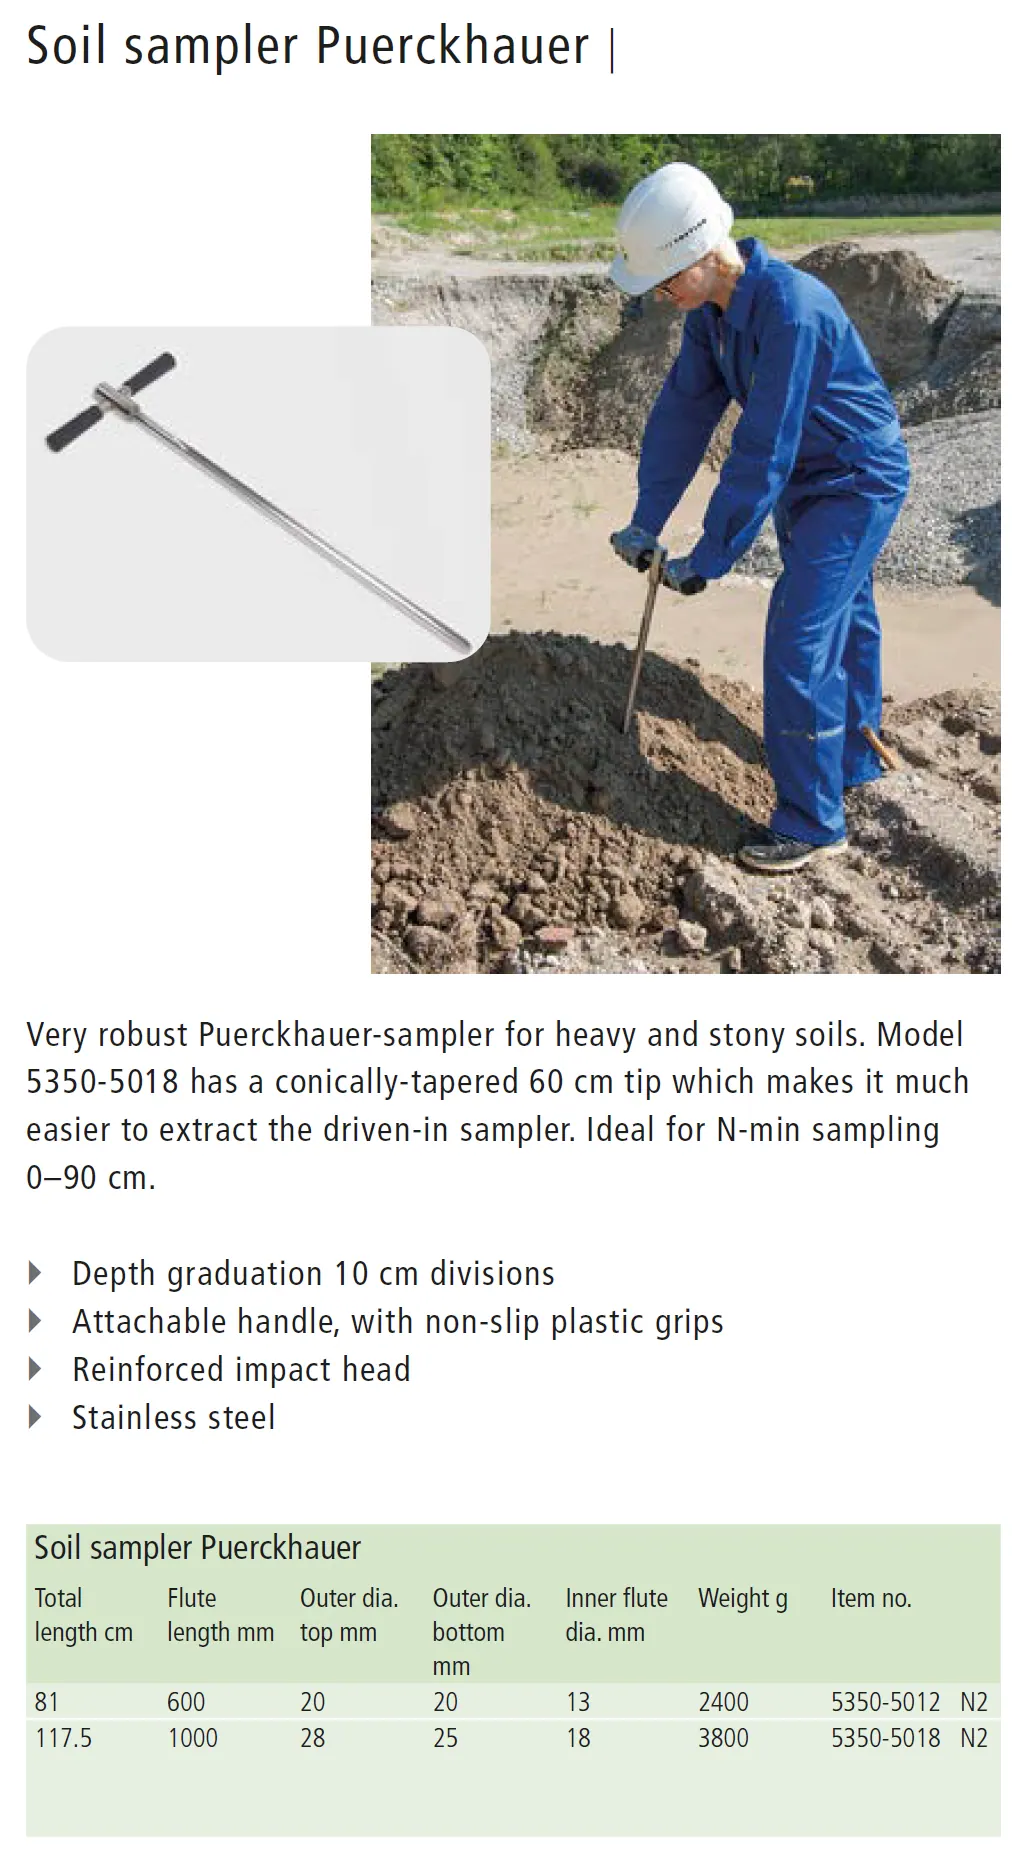 Soil sampler Puerckhauer |
Very robust Puerckhauer-sampler for heavy and stony soils. Model
5350-5018 has a conically-tapered 60 cm tip which makes it much
easier to extract the driven-in sampler. Ideal for N-min sampling
0–90 cm.
Depth graduation 10 cm divisions
Attachable handle, with non-slip plastic grips
Reinforced impact head
Stainless steel
Soil sampler Puerckhauer
Total Flute Outer dia. Outer dia. Inner flute Weight g Item no.
length cm length mm top mm bottom dia. mm
mm
81 600 20 20 13 2400 5350-5012 N2
117.5 1000 28 25 18 3800 5350-5018 N2